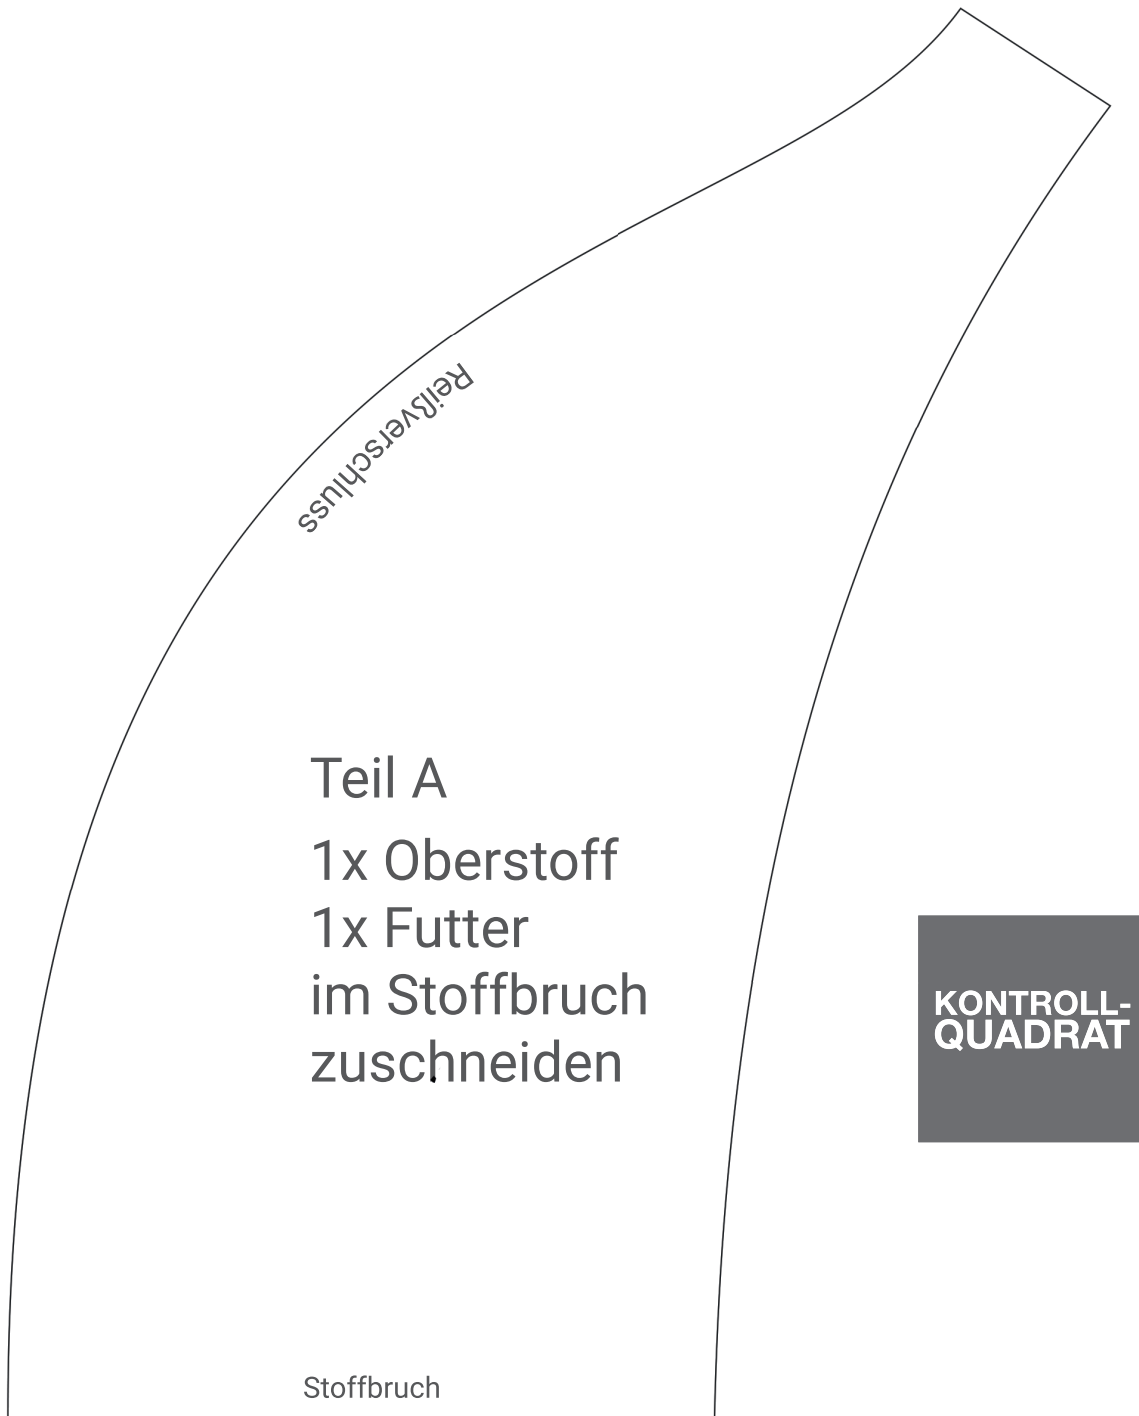 Reißverschluss
Teil A
1x Oberstoff
1x Futter
im Stoffbruch
zuschneiden
KONTROLL-
QUADRAT
Stoffbruch